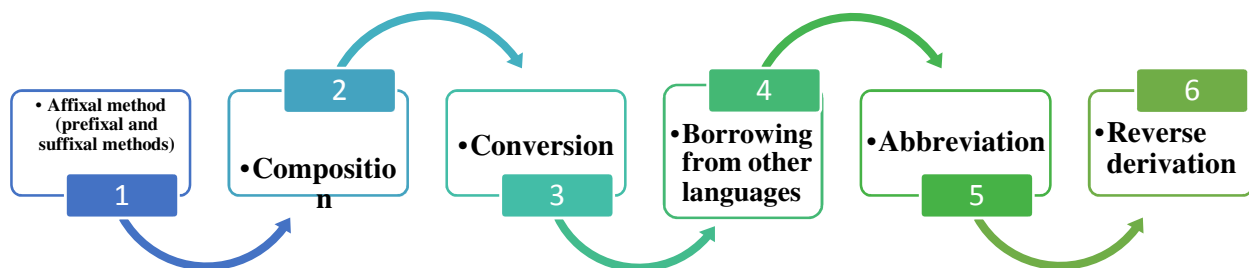 • Affixal method
(prefixal and
suffixal methods)
1
2
•Compositio
n
•Conversion
3
4
•Borrowing
from other
languages
•Abbreviation
5
6
•Reverse
derivation